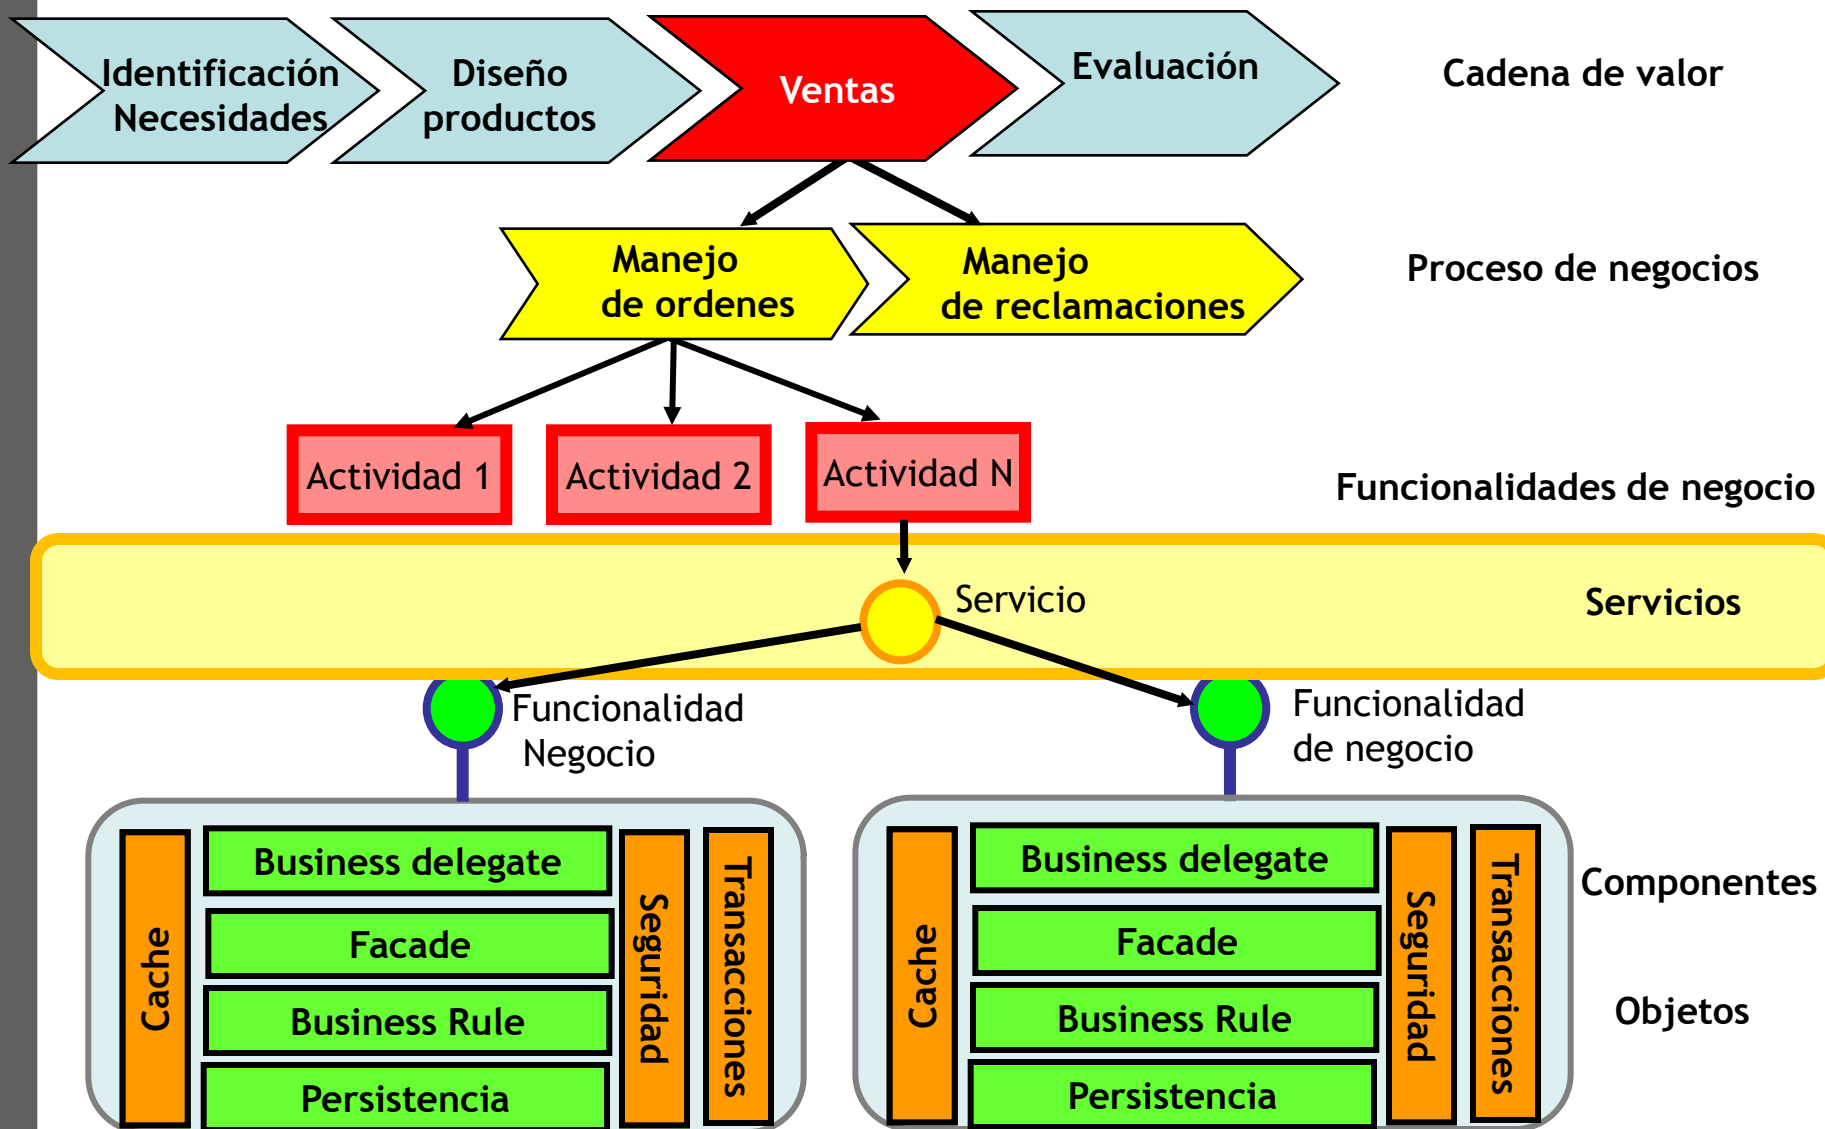 Identificación
Necesidades
Diseño
productos
Ventas
Evaluación
Cadena de valor
Manejo
de ordenes
Manejo
de reclamaciones
Proceso de negocios
Actividad 1
Actividad 2
Actividad N
Funcionalidades de negocio
Servicio
Servicios
Funcionalidad
Negocio
Funcionalidad
de negocio
Cache
Business delegate
Facade
Business Rule
Persistencia
Seguridad
Transacciones
Cache
Business delegate
Facade
Business Rule
Persistencia
Seguridad
Transacciones
Componentes
Objetos